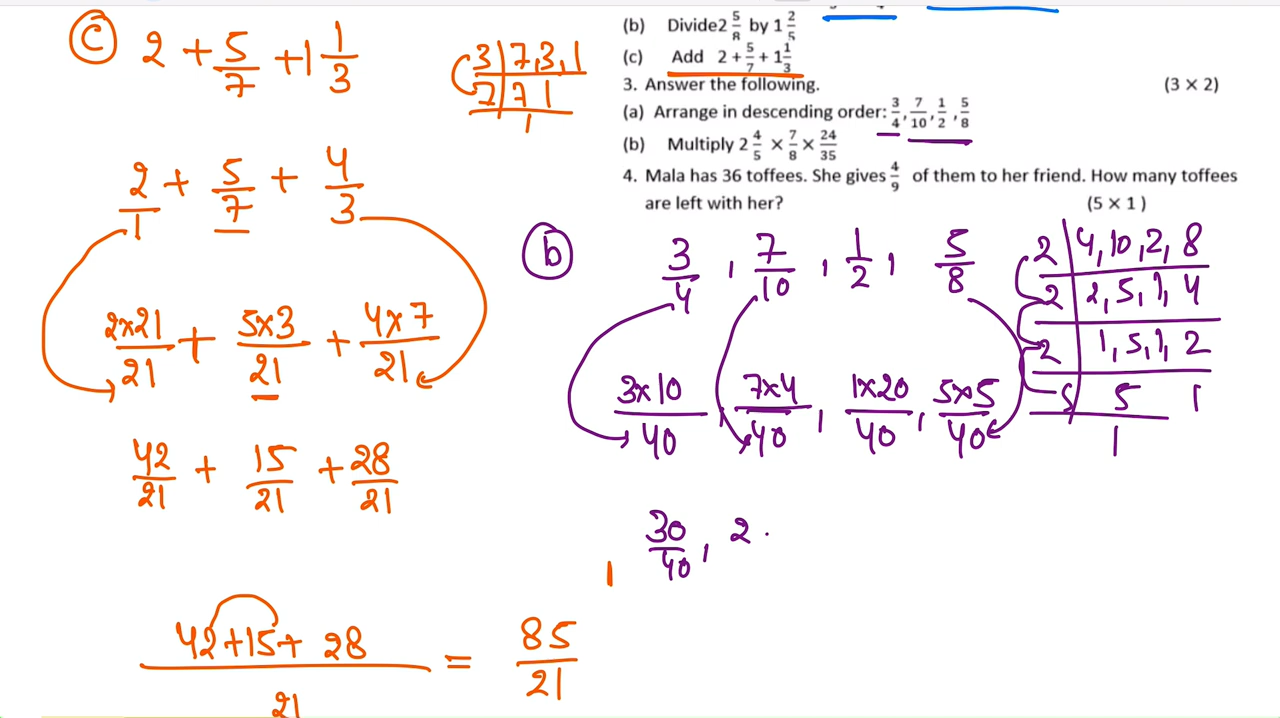 (b) Divide2 5/8 by 1 2/5
(c) Add 2 + 5/7 + 1 1/3
3. Answer the following. (3 × 2)
(a) Arrange in descending order: 3/4, 7/10, 1/2, 5/8
(b) Multiply 2 4/5 × 7/8 × 24/35
4. Mala has 36 toffees. She gives 4/9 of them to her friend. How many toffees
are left with her? (5 × 1 )
c 2 + 5/7 + 1 1/3
3 | 7, 3, 1
7 | 7 1
1
2/1 + 5/7 + 4/3
2×21/21 + 5×3/21 + 4×7/21
42/21 + 15/21 + 28/21
42+15+28/21 = 85/21
b 3/4, 7/10, 1/2, 5/8
2 | 4, 10, 2, 8
2 | 2, 5, 1, 4
2 | 1, 5, 1, 2
5 | 5 1
1
3×10/40, 7×4/40, 1×20/40, 5×5/40
30/40, 2